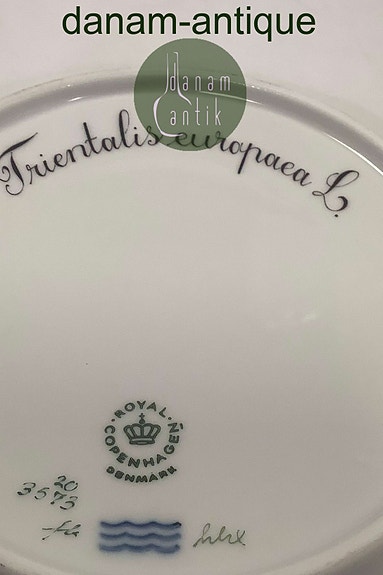 danam-antique
danam
antik
Trientalis europaea L.
ROYAL
COPENHAGEN
DENMARK
20
3573